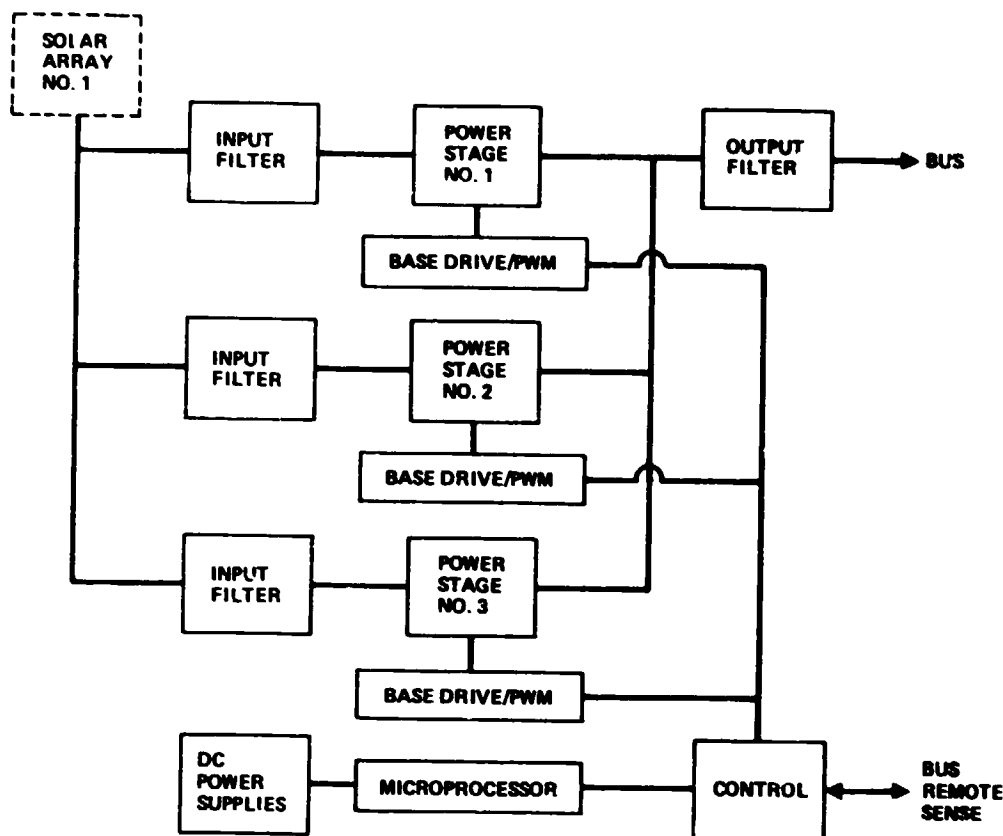 SOLAR
ARRAY
NO. 1
INPUT
FILTER
POWER
STAGE
NO. 1
OUTPUT
FILTER
BUS
BASE DRIVE/PWM
INPUT
FILTER
POWER
STAGE
NO. 2
BASE DRIVE/PWM
INPUT
FILTER
POWER
STAGE
NO. 3
BASE DRIVE/PWM
DC
POWER
SUPPLIES
MICROPROCESSOR
CONTROL
BUS
REMOTE
SENSE